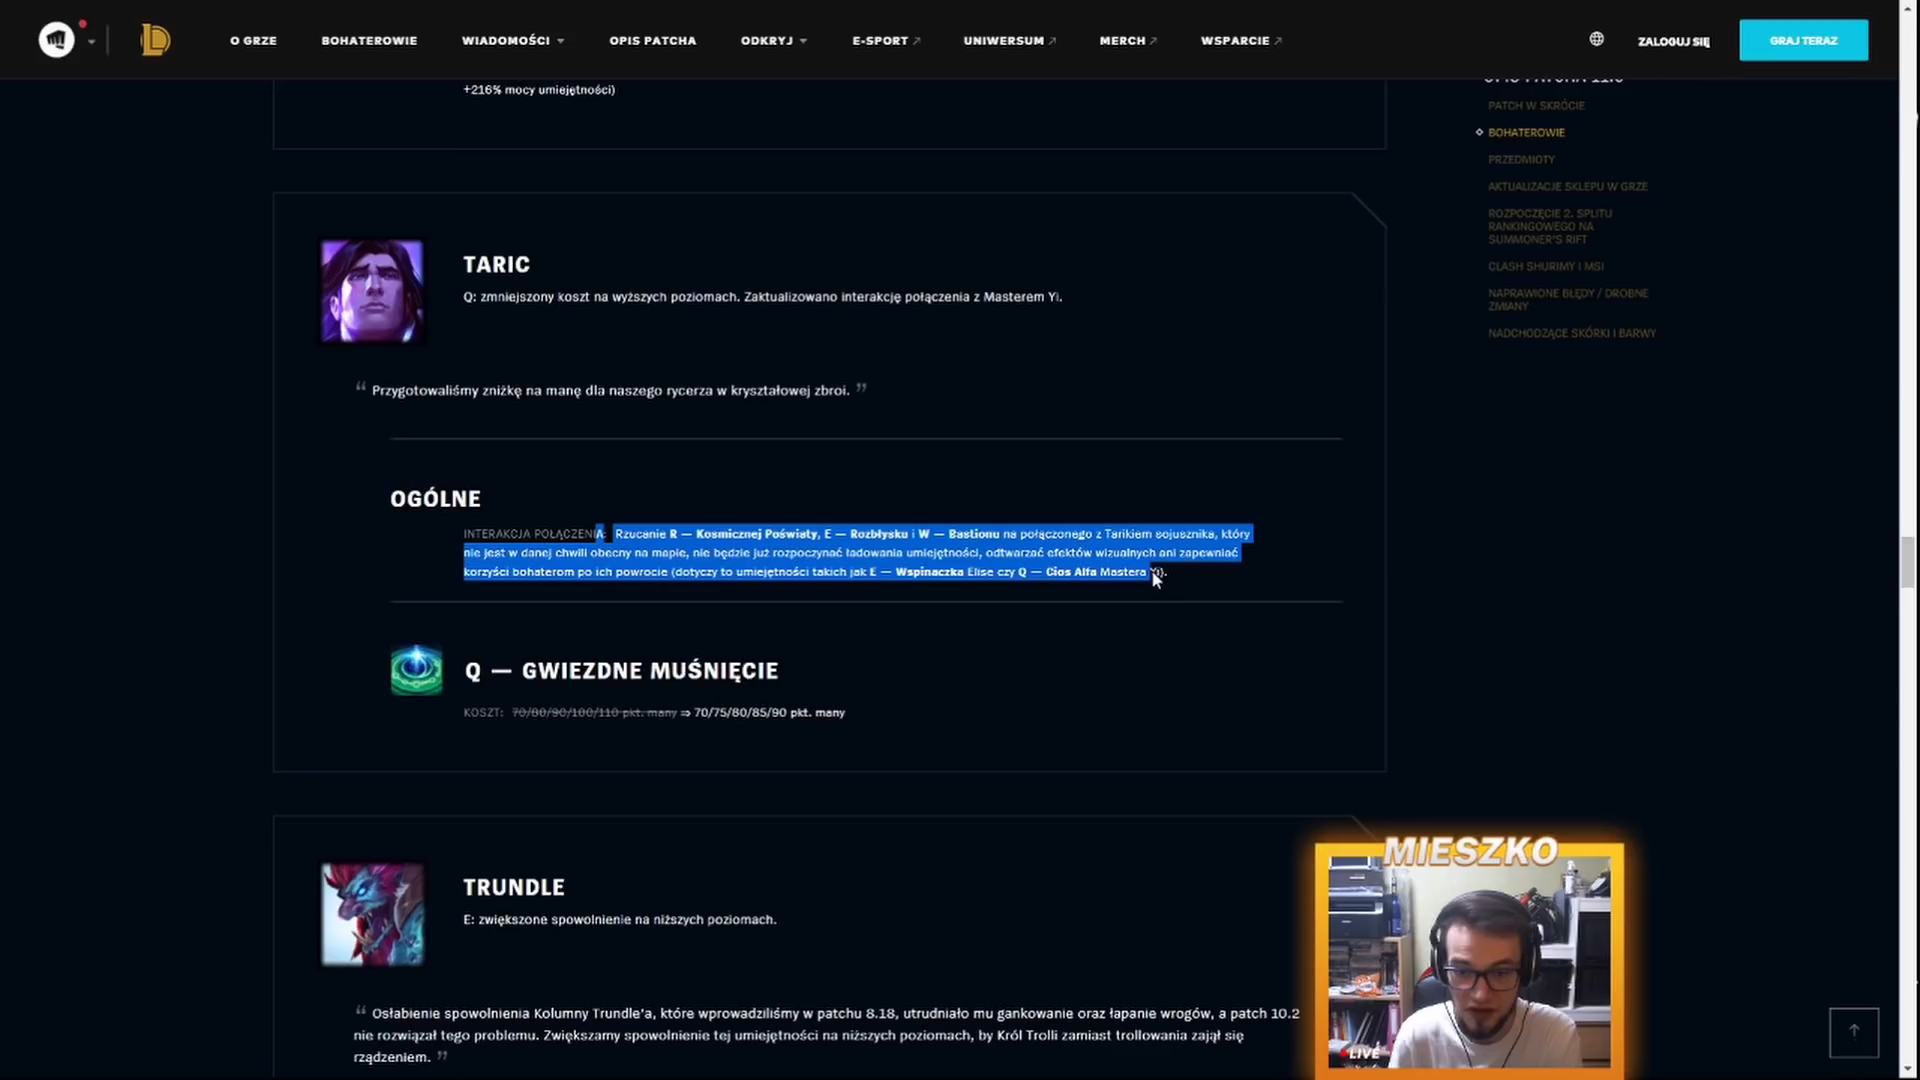 O GRZE
BOHATEROWIE
WIADOMOŚCI
OPIS PATCHA
ODKRYJ
E-SPORT
UNIWERSUM
MERCH
WSPARCIE
ZALOGUJ SIĘ
GRAJ TERAZ
+216% mocy umiejętności)
TARIC
Q: zmniejszony koszt na wyższych poziomach. Zaktualizowano interakcję połączenia z Masterem Yi.
“ Przygotowaliśmy zniżkę na manę dla naszego rycerza w kryształowej zbroi. ”
OGÓLNE
INTERAKCJA POŁĄCZENIA: Rzucanie R — Kosmicznej Poświaty, E — Rozbłysku i W — Bastionu na połączonego z Tarikiem sojusznika, który
nie jest w danej chwili obecny na mapie, nie będzie już rozpoczynać ładowania umiejętności, odtwarzać efektów wizualnych ani zapewniać
korzyści bohaterom po ich powrocie (dotyczy to umiejętności takich jak E — Wspinaczka Elise czy Q — Cios Alfa Mastera Yi).
Q — GWIEZDNE MUŚNIĘCIE
KOSZT: 70/80/90/100/110 pkt. many ⇒ 70/75/80/85/90 pkt. many
TRUNDLE
E: zwiększone spowolnienie na niższych poziomach.
“ Osłabienie spowolnienia Kolumny Trundle'a, które wprowadziliśmy w patchu 8.18, utrudniało mu gankowanie oraz łapanie wrogów, a patch 10.2
nie rozwiązał tego problemu. Zwiększamy spowolnienie tej umiejętności na niższych poziomach, by Król Trolli zamiast trollowania zajął się
rządzeniem. ”
PATCH W SKRÓCIE
BOHATEROWIE
PRZEDMIOTY
AKTUALIZACJE SKLEPU W GRZE
ROZPOCZĘCIE 2. SPLITU
RANKINGOWEGO NA
SUMMONER'S RIFT
CLASH SHURIMY I MSI
NAPRAWIONE BŁĘDY / DROBNE
ZMIANY
NADCHODZĄCE SKÓRKI I BARWY
MIESZKO
LIVE